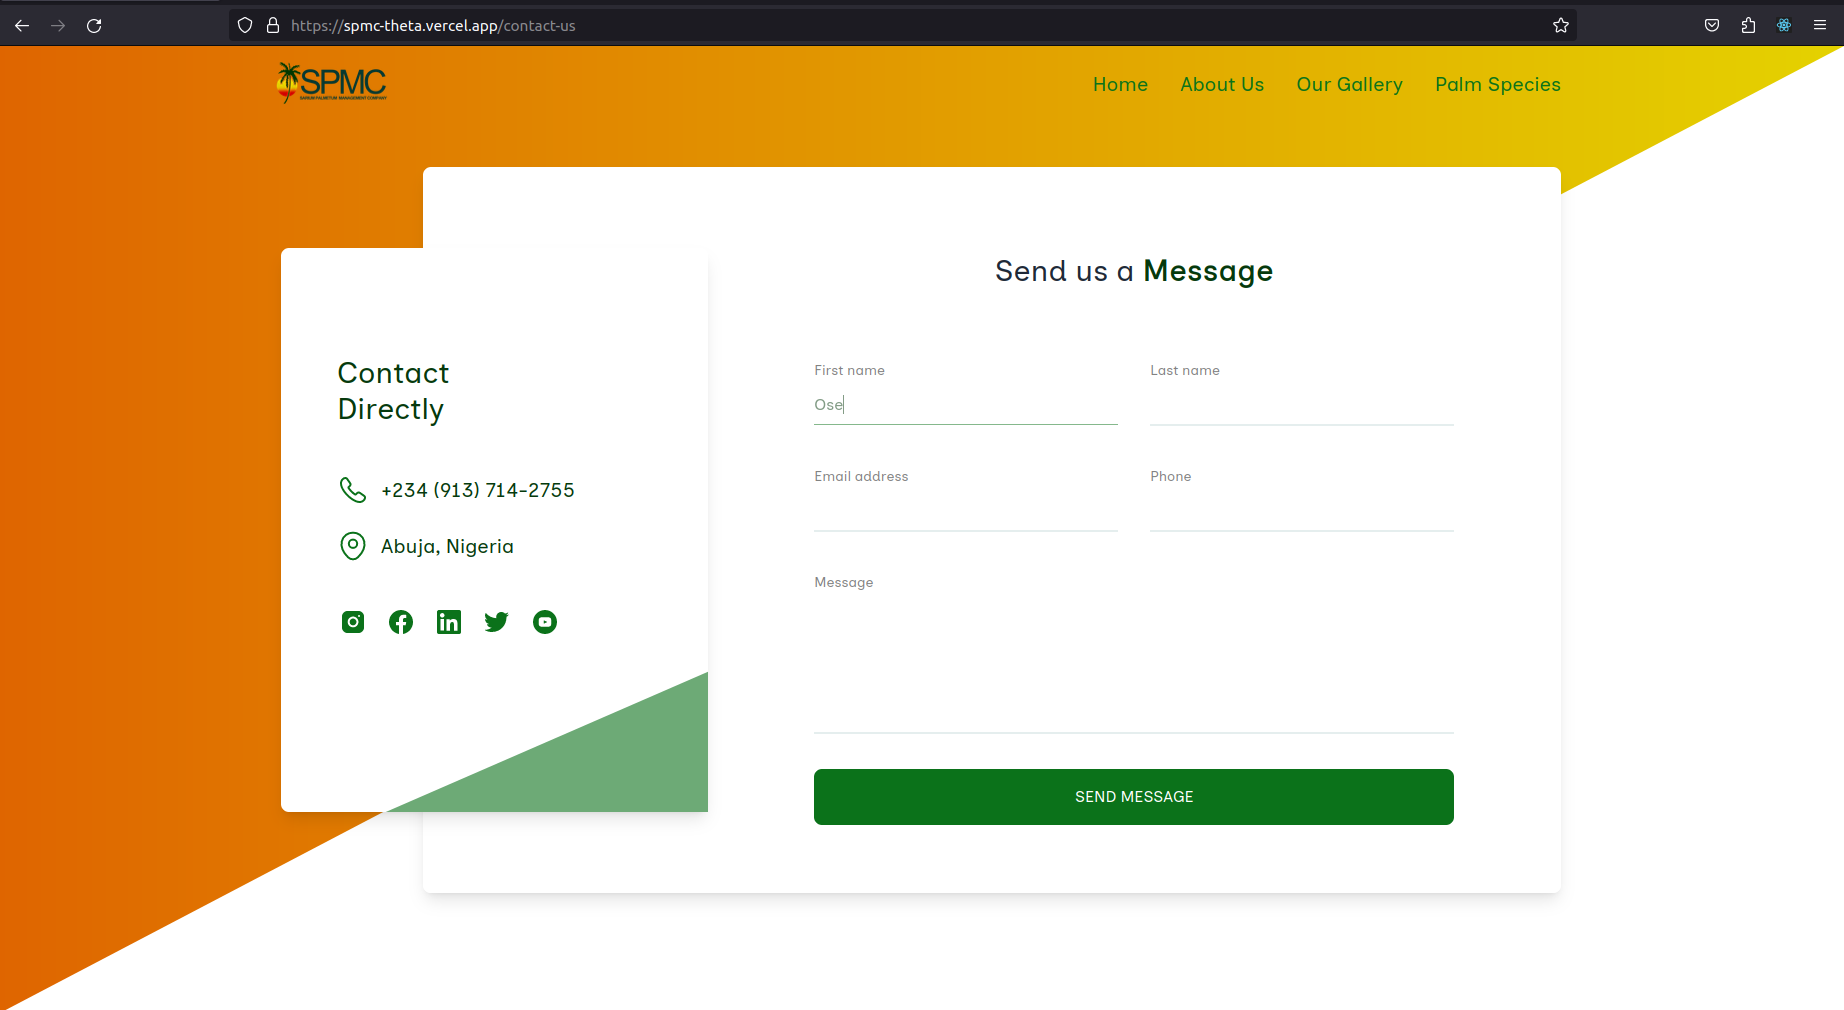 https://spmc-theta.vercel.app/contact-us
SPMC
Home About Us Our Gallery Palm Species
Send us a Message
Contact
Directly
+234 (913) 714-2755
Abuja, Nigeria
First name Last name
Ose
Email address Phone
Message
SEND MESSAGE